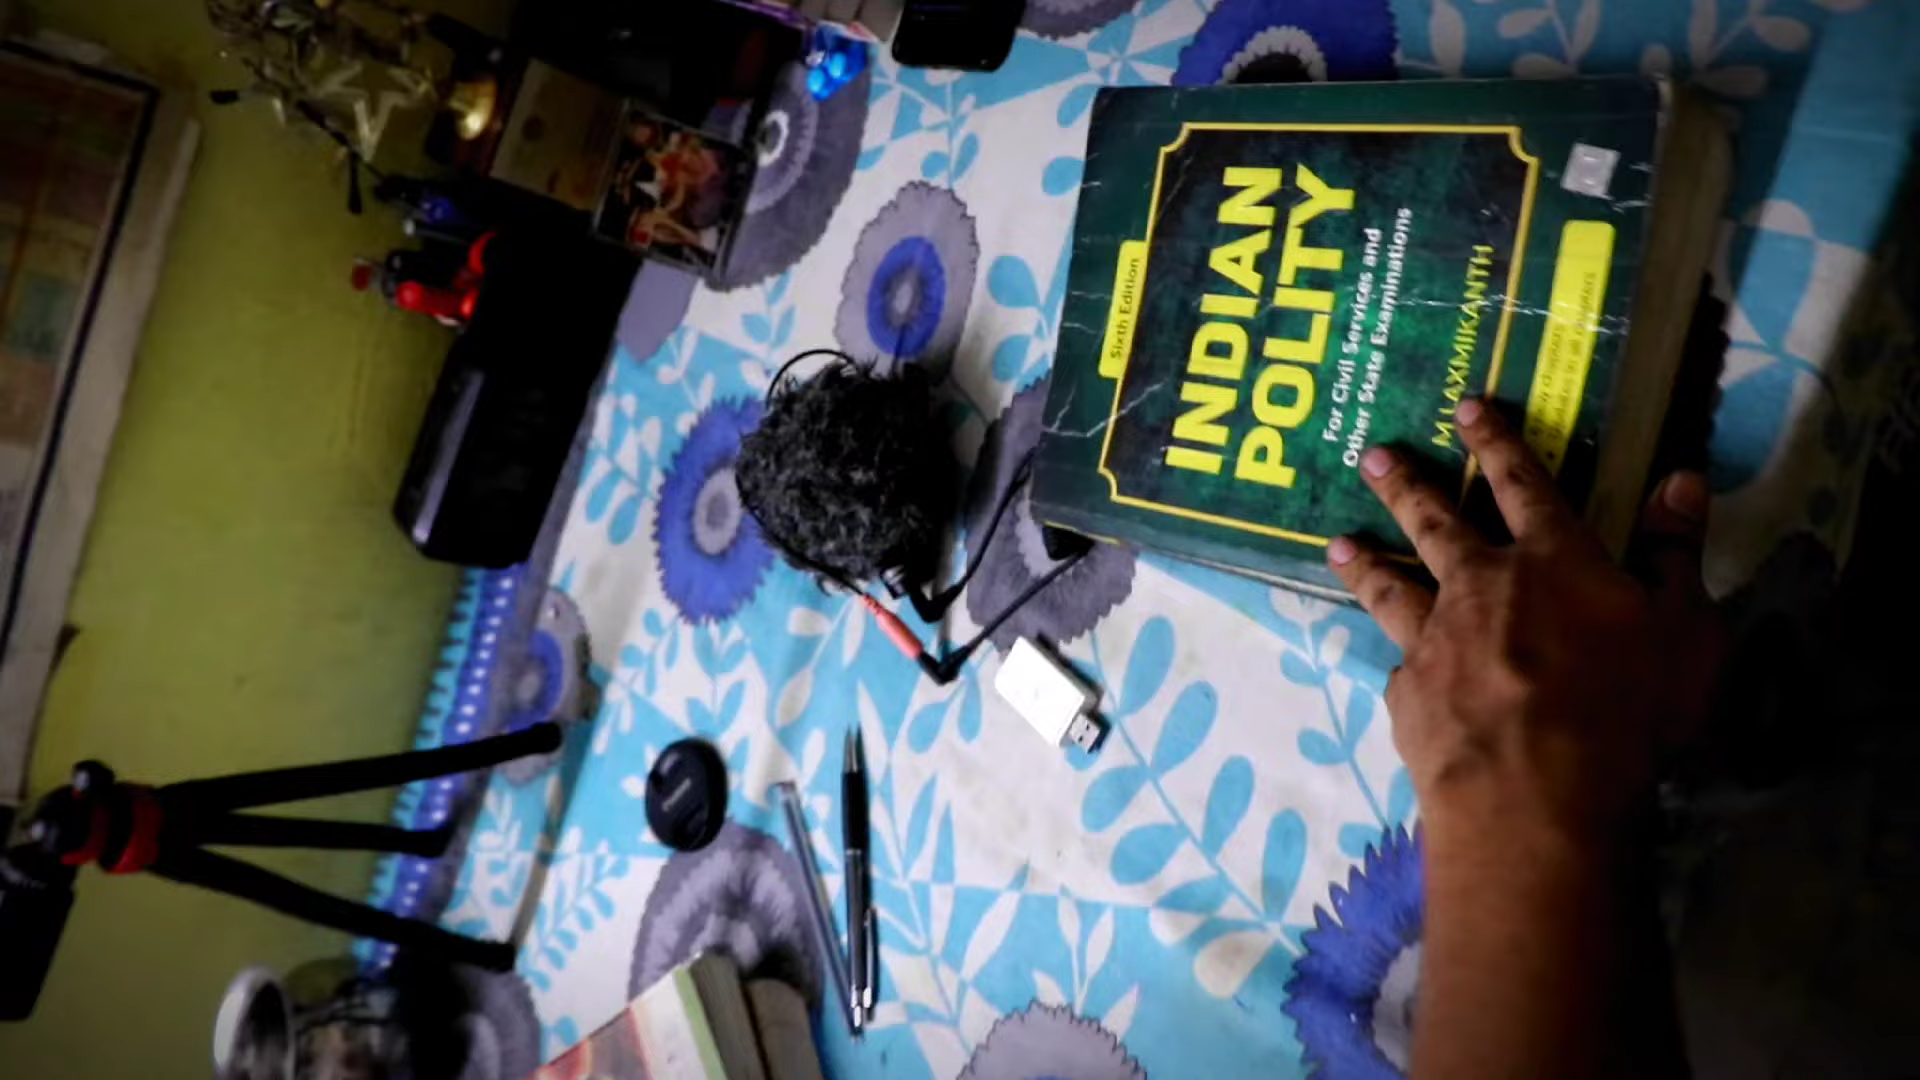 Sixth Edition
INDIAN
POLITY
For Civil Services and
Other State Examinations
M LAXMIKANTH